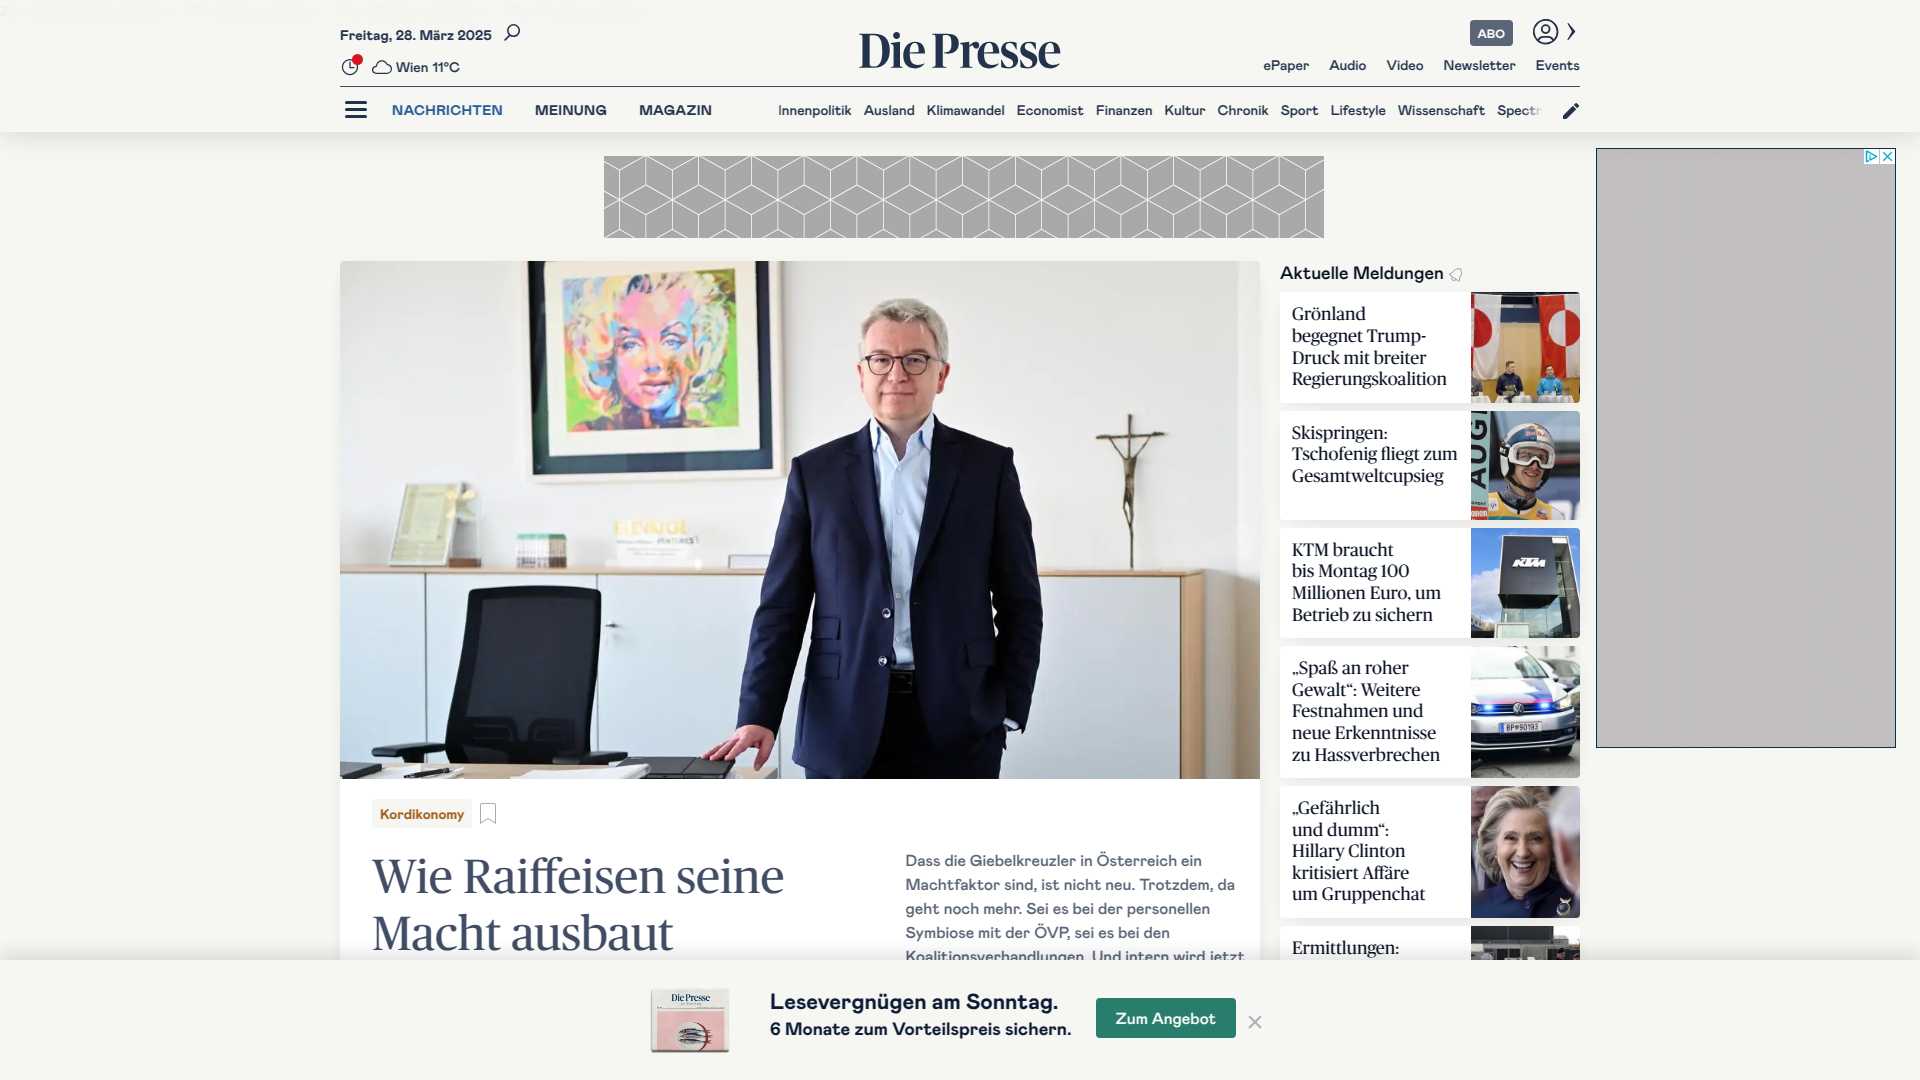 Freitag, 28. März 2025
Wien 11°C
Die Presse
ABO
ePaper Audio Video Newsletter Events
NACHRICHTEN MEINUNG MAGAZIN
Innenpolitik Ausland Klimawandel Economist Finanzen Kultur Chronik Sport Lifestyle Wissenschaft Spectr
Kordikonomy
Wie Raiffeisen seine
Macht ausbaut
Dass die Giebelkreuzler in Österreich ein
Machtfaktor sind, ist nicht neu. Trotzdem, da
geht noch mehr. Sei es bei der personellen
Symbiose mit der ÖVP, sei es bei den
Koalitionsverhandlungen. Und intern wird jetzt
Aktuelle Meldungen
Grönland
begegnet Trump-
Druck mit breiter
Regierungskoalition
Skispringen:
Tschofenig fliegt zum
Gesamtweltcupsieg
AUG
KTM braucht
bis Montag 100
Millionen Euro, um
Betrieb zu sichern
KTM
„Spaß an roher
Gewalt“: Weitere
Festnahmen und
neue Erkenntnisse
zu Hassverbrechen
„Gefährlich
und dumm“:
Hillary Clinton
kritisiert Affäre
um Gruppenchat
Ermittlungen:
Die Presse
Lesevergnügen am Sonntag.
6 Monate zum Vorteilspreis sichern.
Zum Angebot